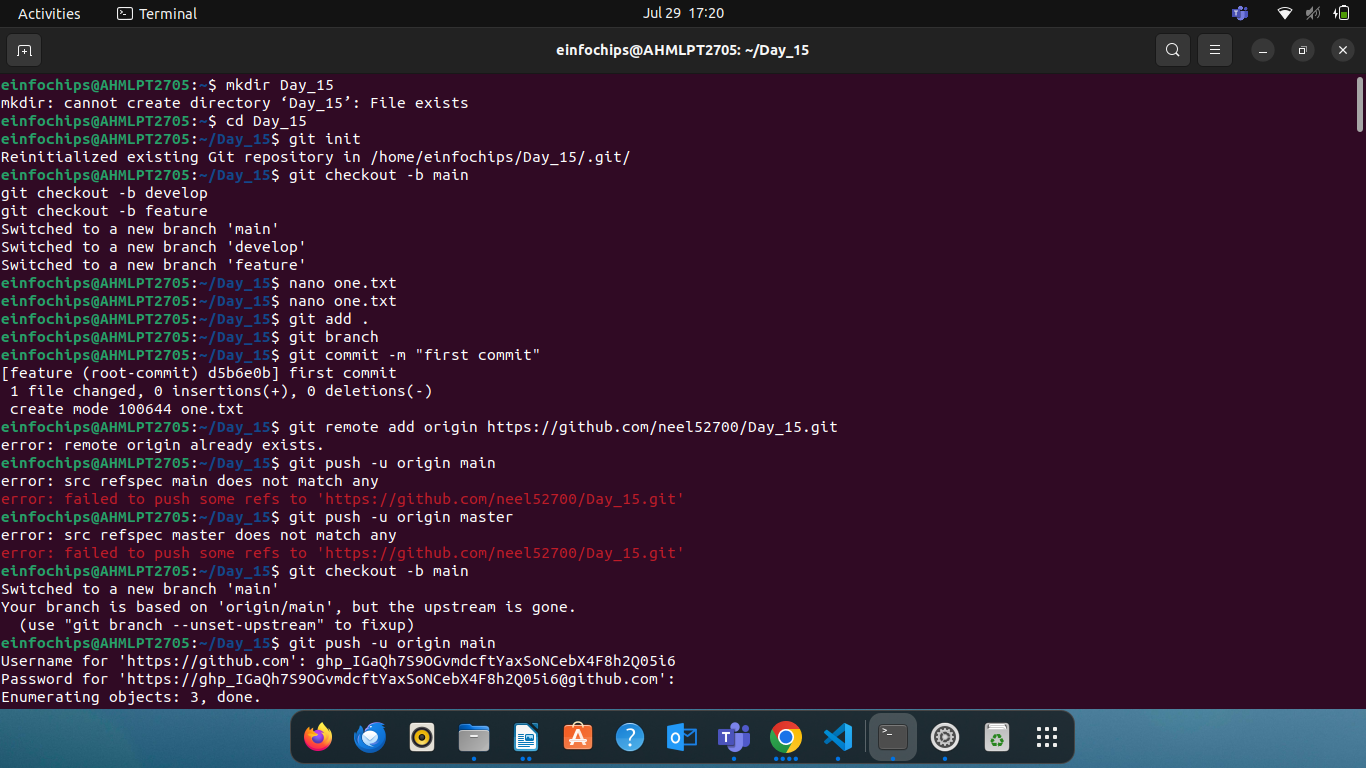 Activities Terminal Jul 29 17:20
einfochips@AHMLPT2705: ~/Day_15
einfochips@AHMLPT2705:~$ mkdir Day_15
mkdir: cannot create directory ‘Day_15’: File exists
einfochips@AHMLPT2705:~$ cd Day_15
einfochips@AHMLPT2705:~/Day_15$ git init
Reinitialized existing Git repository in /home/einfochips/Day_15/.git/
einfochips@AHMLPT2705:~/Day_15$ git checkout -b main
git checkout -b develop
git checkout -b feature
Switched to a new branch 'main'
Switched to a new branch 'develop'
Switched to a new branch 'feature'
einfochips@AHMLPT2705:~/Day_15$ nano one.txt
einfochips@AHMLPT2705:~/Day_15$ nano one.txt
einfochips@AHMLPT2705:~/Day_15$ git add .
einfochips@AHMLPT2705:~/Day_15$ git branch
einfochips@AHMLPT2705:~/Day_15$ git commit -m "first commit"
[feature (root-commit) d5b6e0b] first commit
 1 file changed, 0 insertions(+), 0 deletions(-)
 create mode 100644 one.txt
einfochips@AHMLPT2705:~/Day_15$ git remote add origin https://github.com/neel52700/Day_15.git
error: remote origin already exists.
einfochips@AHMLPT2705:~/Day_15$ git push -u origin main
error: src refspec main does not match any
error: failed to push some refs to 'https://github.com/neel52700/Day_15.git'
einfochips@AHMLPT2705:~/Day_15$ git push -u origin master
error: src refspec master does not match any
error: failed to push some refs to 'https://github.com/neel52700/Day_15.git'
einfochips@AHMLPT2705:~/Day_15$ git checkout -b main
Switched to a new branch 'main'
Your branch is based on 'origin/main', but the upstream is gone.
  (use "git branch --unset-upstream" to fixup)
einfochips@AHMLPT2705:~/Day_15$ git push -u origin main
Username for 'https://github.com': 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
Password for 'https://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@github.com':
Enumerating objects: 3, done.